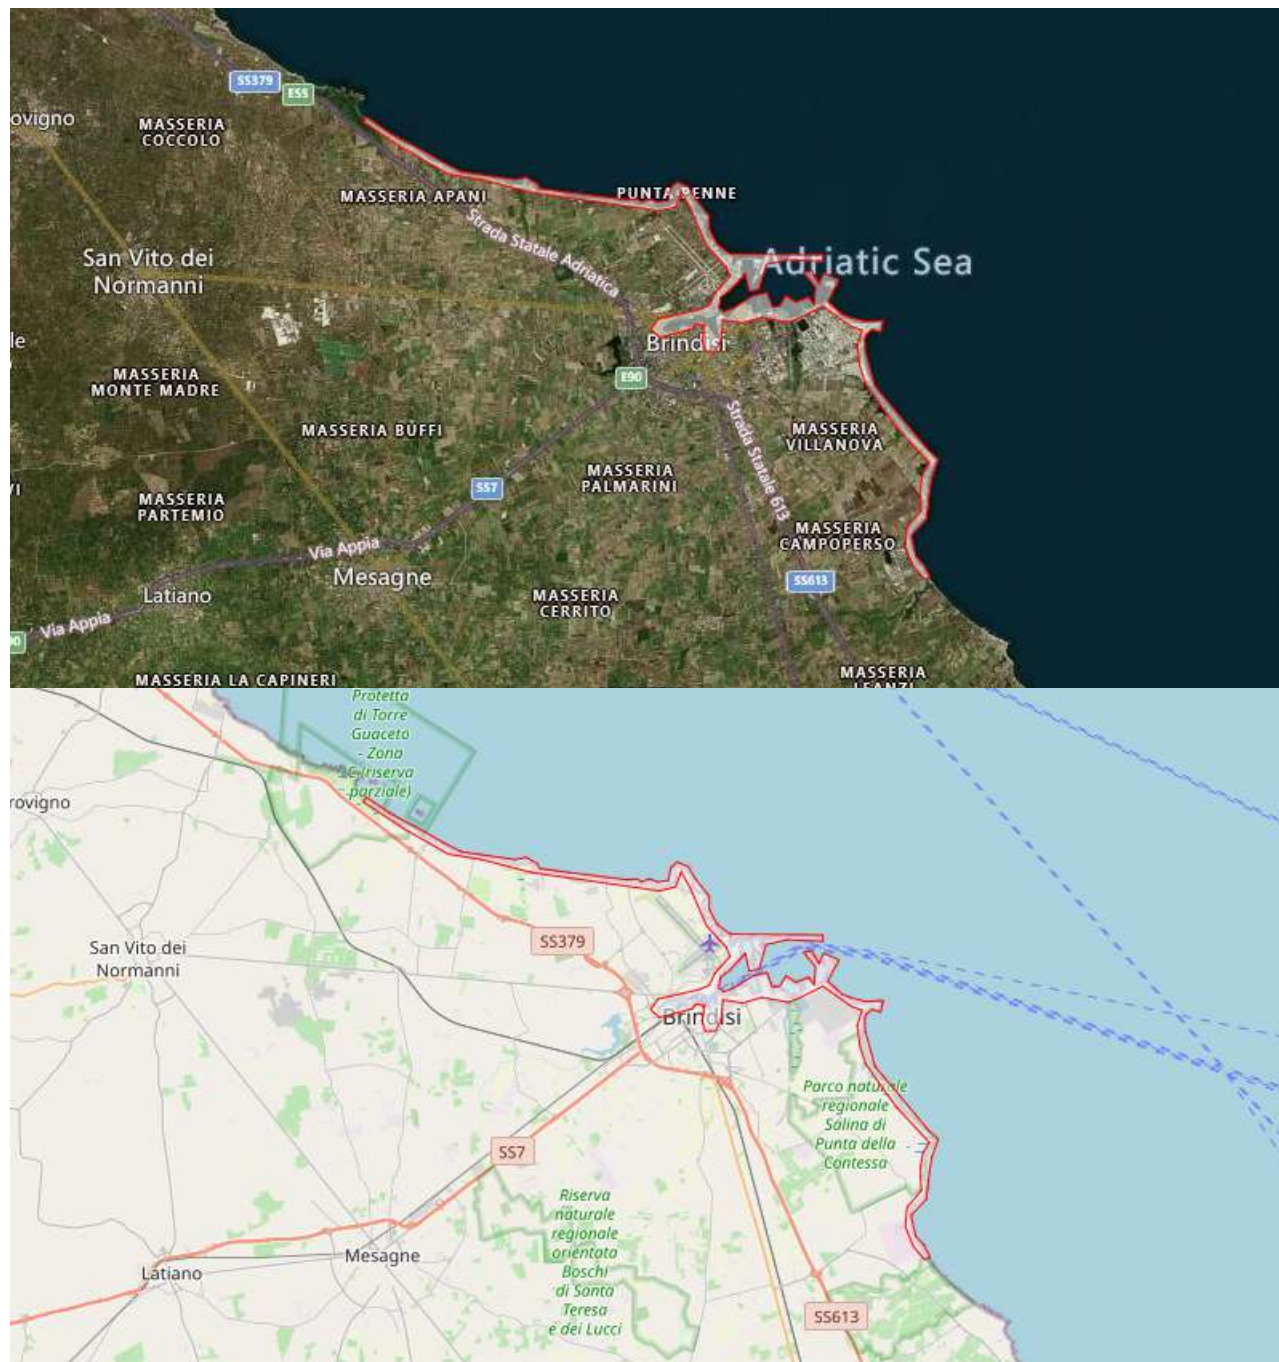 SS379
E55
ovigno
MASSERIA
COCCOLO
MASSERIA APANI
PUNTA PENNE
Strada Statale Adriatica
San Vito dei
Normanni
Adriatic Sea
le
Brindisi
MASSERIA
MONTE MADRE
E90
MASSERIA BUFFI
Strada Statale 613
MASSERIA
VILLANOVA
MASSERIA
PALMARINI
VI
SS7
MASSERIA
PARTEMIO
MASSERIA
CAMPOPERSO
Via Appia
Mesagne
SS613
Latiano
MASSERIA
CERRITO
Via Appia
90
MASSERIA LA CAPINERI
MASSERIA
LEANZI
Protetta
di Torre
Guaceto
- Zona
C (riserva
parziale)
rovigno
San Vito dei
Normanni
SS379
Brindisi
Parco naturale
regionale
Salina di
Punta della
Contessa
SS7
Riserva
naturale
regionale
orientata
Boschi
di Santa
Teresa
e dei Lucci
Mesagne
Latiano
SS613